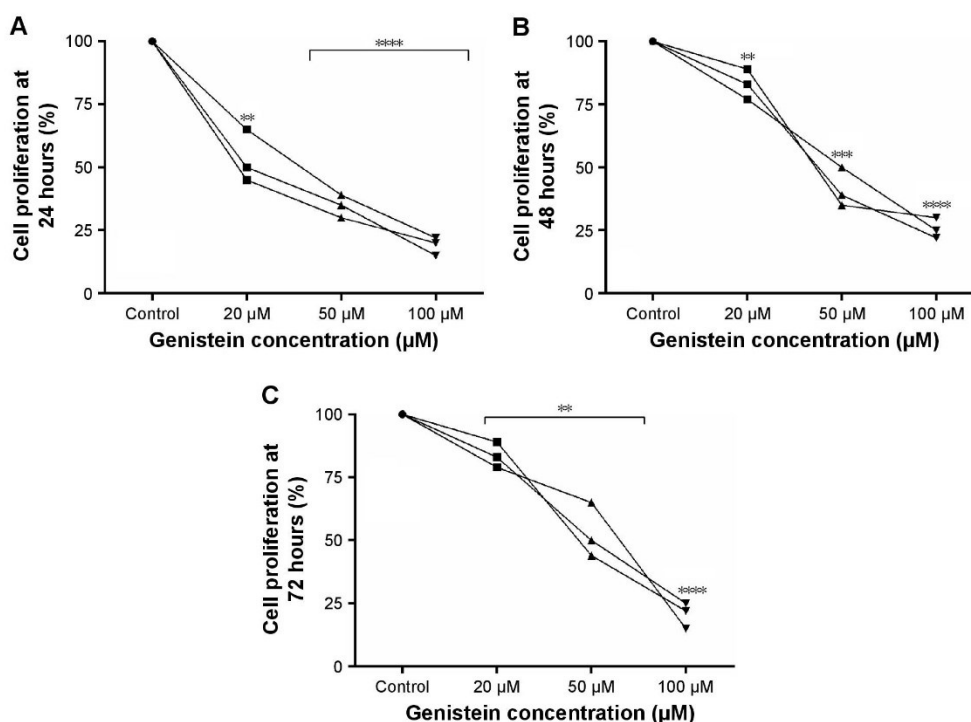 A
Cell proliferation at
24 hours (%)
100
75
50
25
0
**
****
Control
20 µM
50 µM
100 µM
Genistein concentration (µM)
B
Cell proliferation at
48 hours (%)
100
75
50
25
0
**
***
****
Control
20 µM
50 µM
100 µM
Genistein concentration (µM)
C
Cell proliferation at
72 hours (%)
100
75
50
25
0
**
****
Control
20 µM
50 µM
100 µM
Genistein concentration (µM)